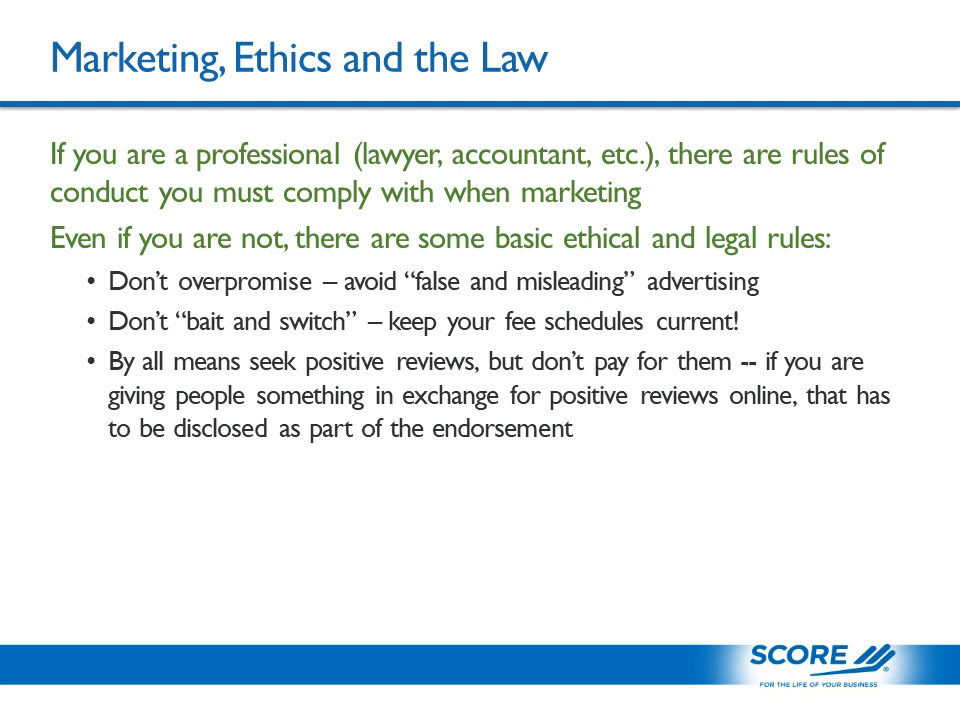 Marketing, Ethics and the Law
If you are a professional (lawyer, accountant, etc.), there are rules of
conduct you must comply with when marketing
Even if you are not, there are some basic ethical and legal rules:
• Don’t overpromise – avoid “false and misleading” advertising
• Don’t “bait and switch” – keep your fee schedules current!
• By all means seek positive reviews, but don’t pay for them -- if you are
giving people something in exchange for positive reviews online, that has
to be disclosed as part of the endorsement
SCORE ®
FOR THE LIFE OF YOUR BUSINESS